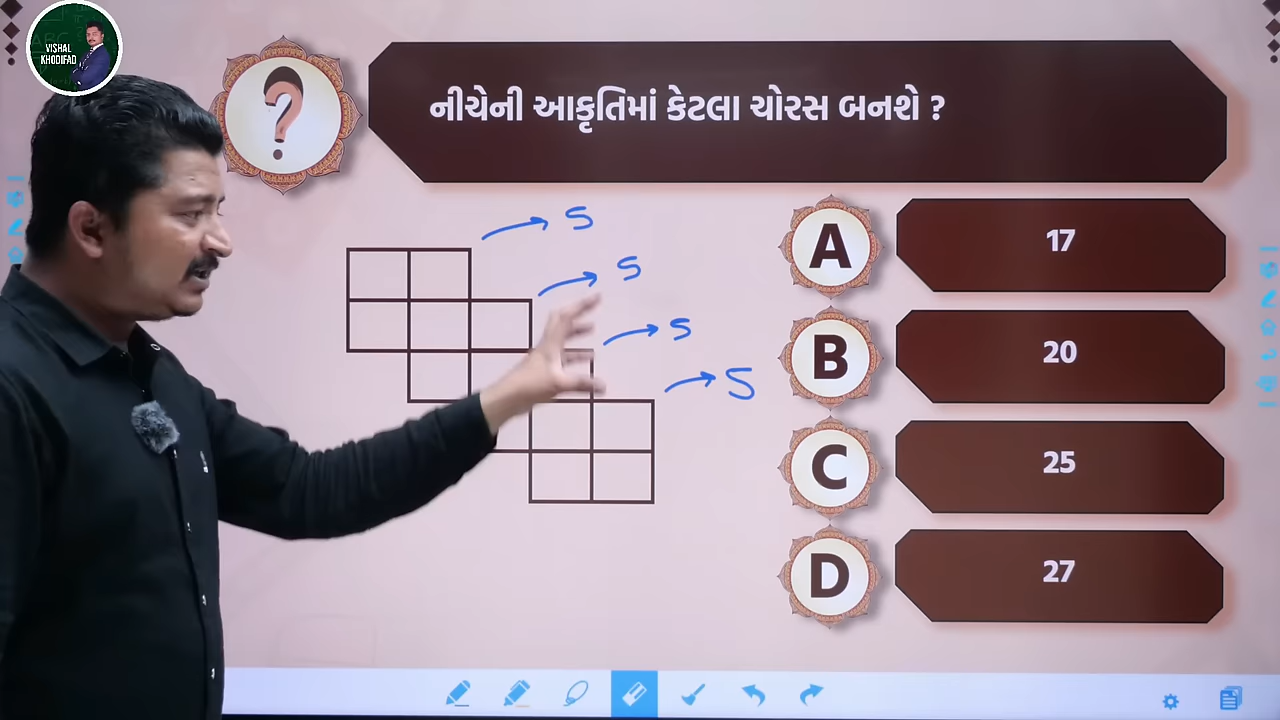 VISHAL
KHODIFAD
?
નીચેની આકૃતિમાં કેટલા ચોરસ બનશે ?
5
5
5
5
A 17
B 20
C 25
D 27